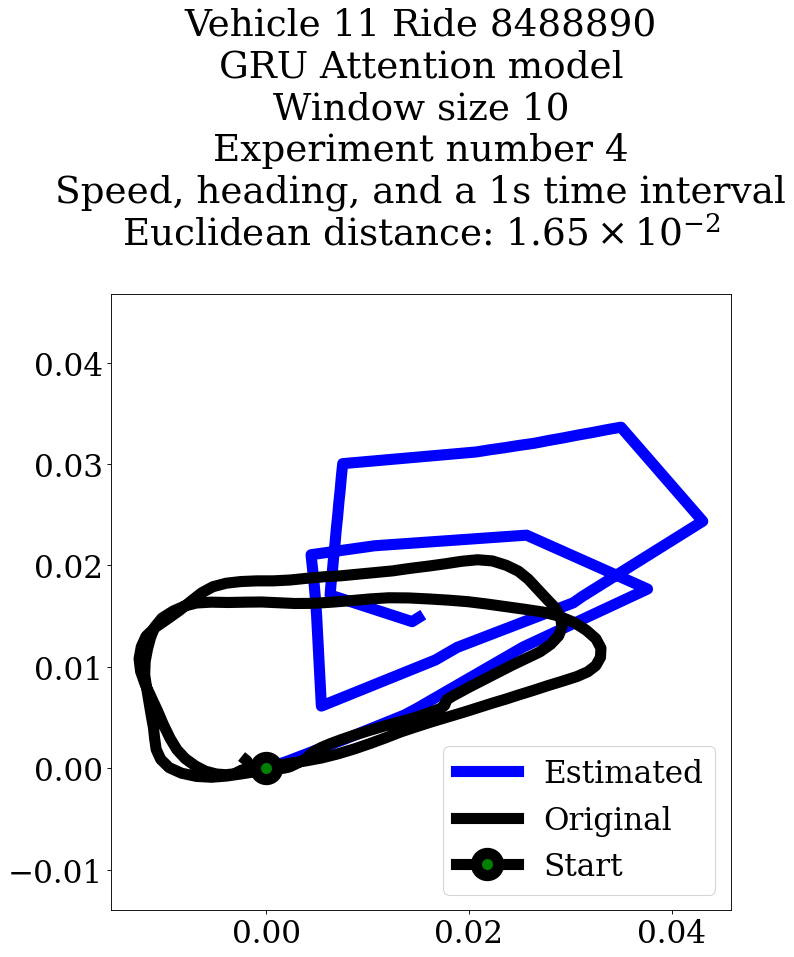 Vehicle 11 Ride 8488890
GRU Attention model
Window size 10
Experiment number 4
Speed, heading, and a 1s time interval
Euclidean distance: 1.65 × 10⁻²
0.04
0.03
0.02
0.01
0.00
−0.01
Estimated
Original
Start
0.00 0.02 0.04